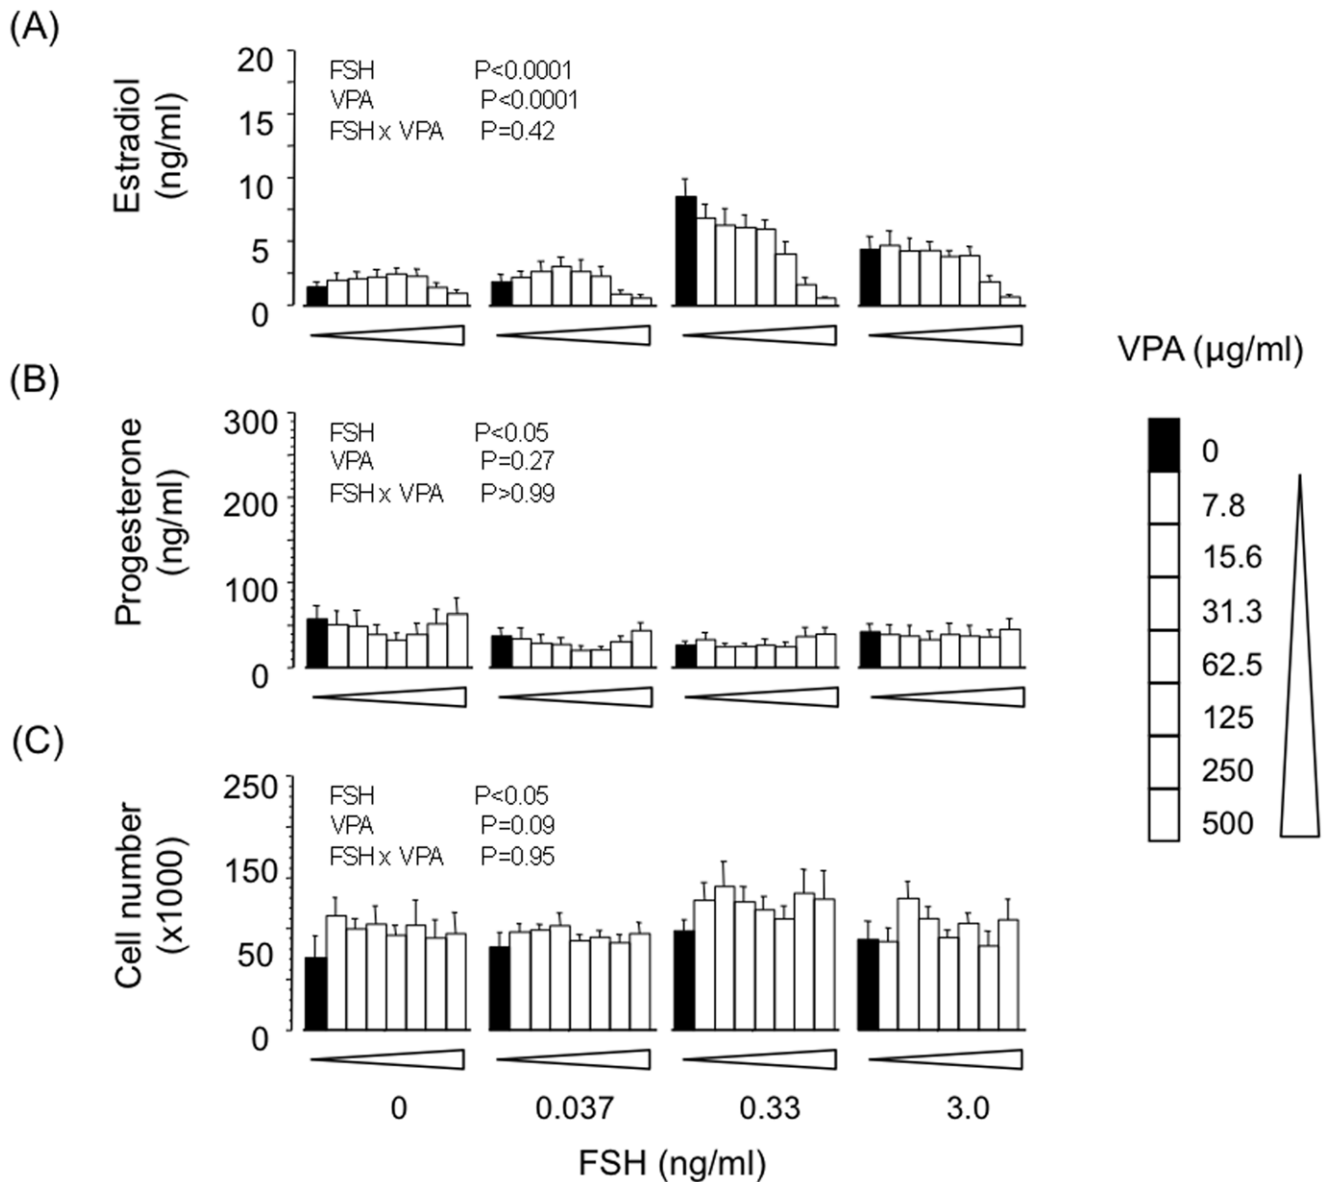 (A)
Estradiol
(ng/ml)
20
15
10
5
0
FSH P<0.0001
VPA P<0.0001
FSH x VPA P=0.42
(B)
Progesterone
(ng/ml)
300
200
100
0
FSH P<0.05
VPA P=0.27
FSH x VPA P>0.99
(C)
Cell number
(x1000)
250
150
50
0
FSH P<0.05
VPA P=0.09
FSH x VPA P=0.95
0 0.037 0.33 3.0
FSH (ng/ml)
VPA (µg/ml)
0
7.8
15.6
31.3
62.5
125
250
500